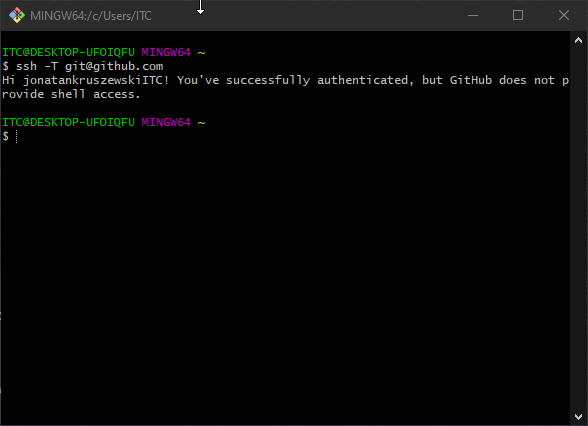 MINGW64:/c/Users/ITC
ITC@DESKTOP-UFOIQFU MINGW64 ~
$ ssh -T git@github.com
Hi jonatankruszewskiITC! You've successfully authenticated, but GitHub does not p
rovide shell access.
ITC@DESKTOP-UFOIQFU MINGW64 ~
$